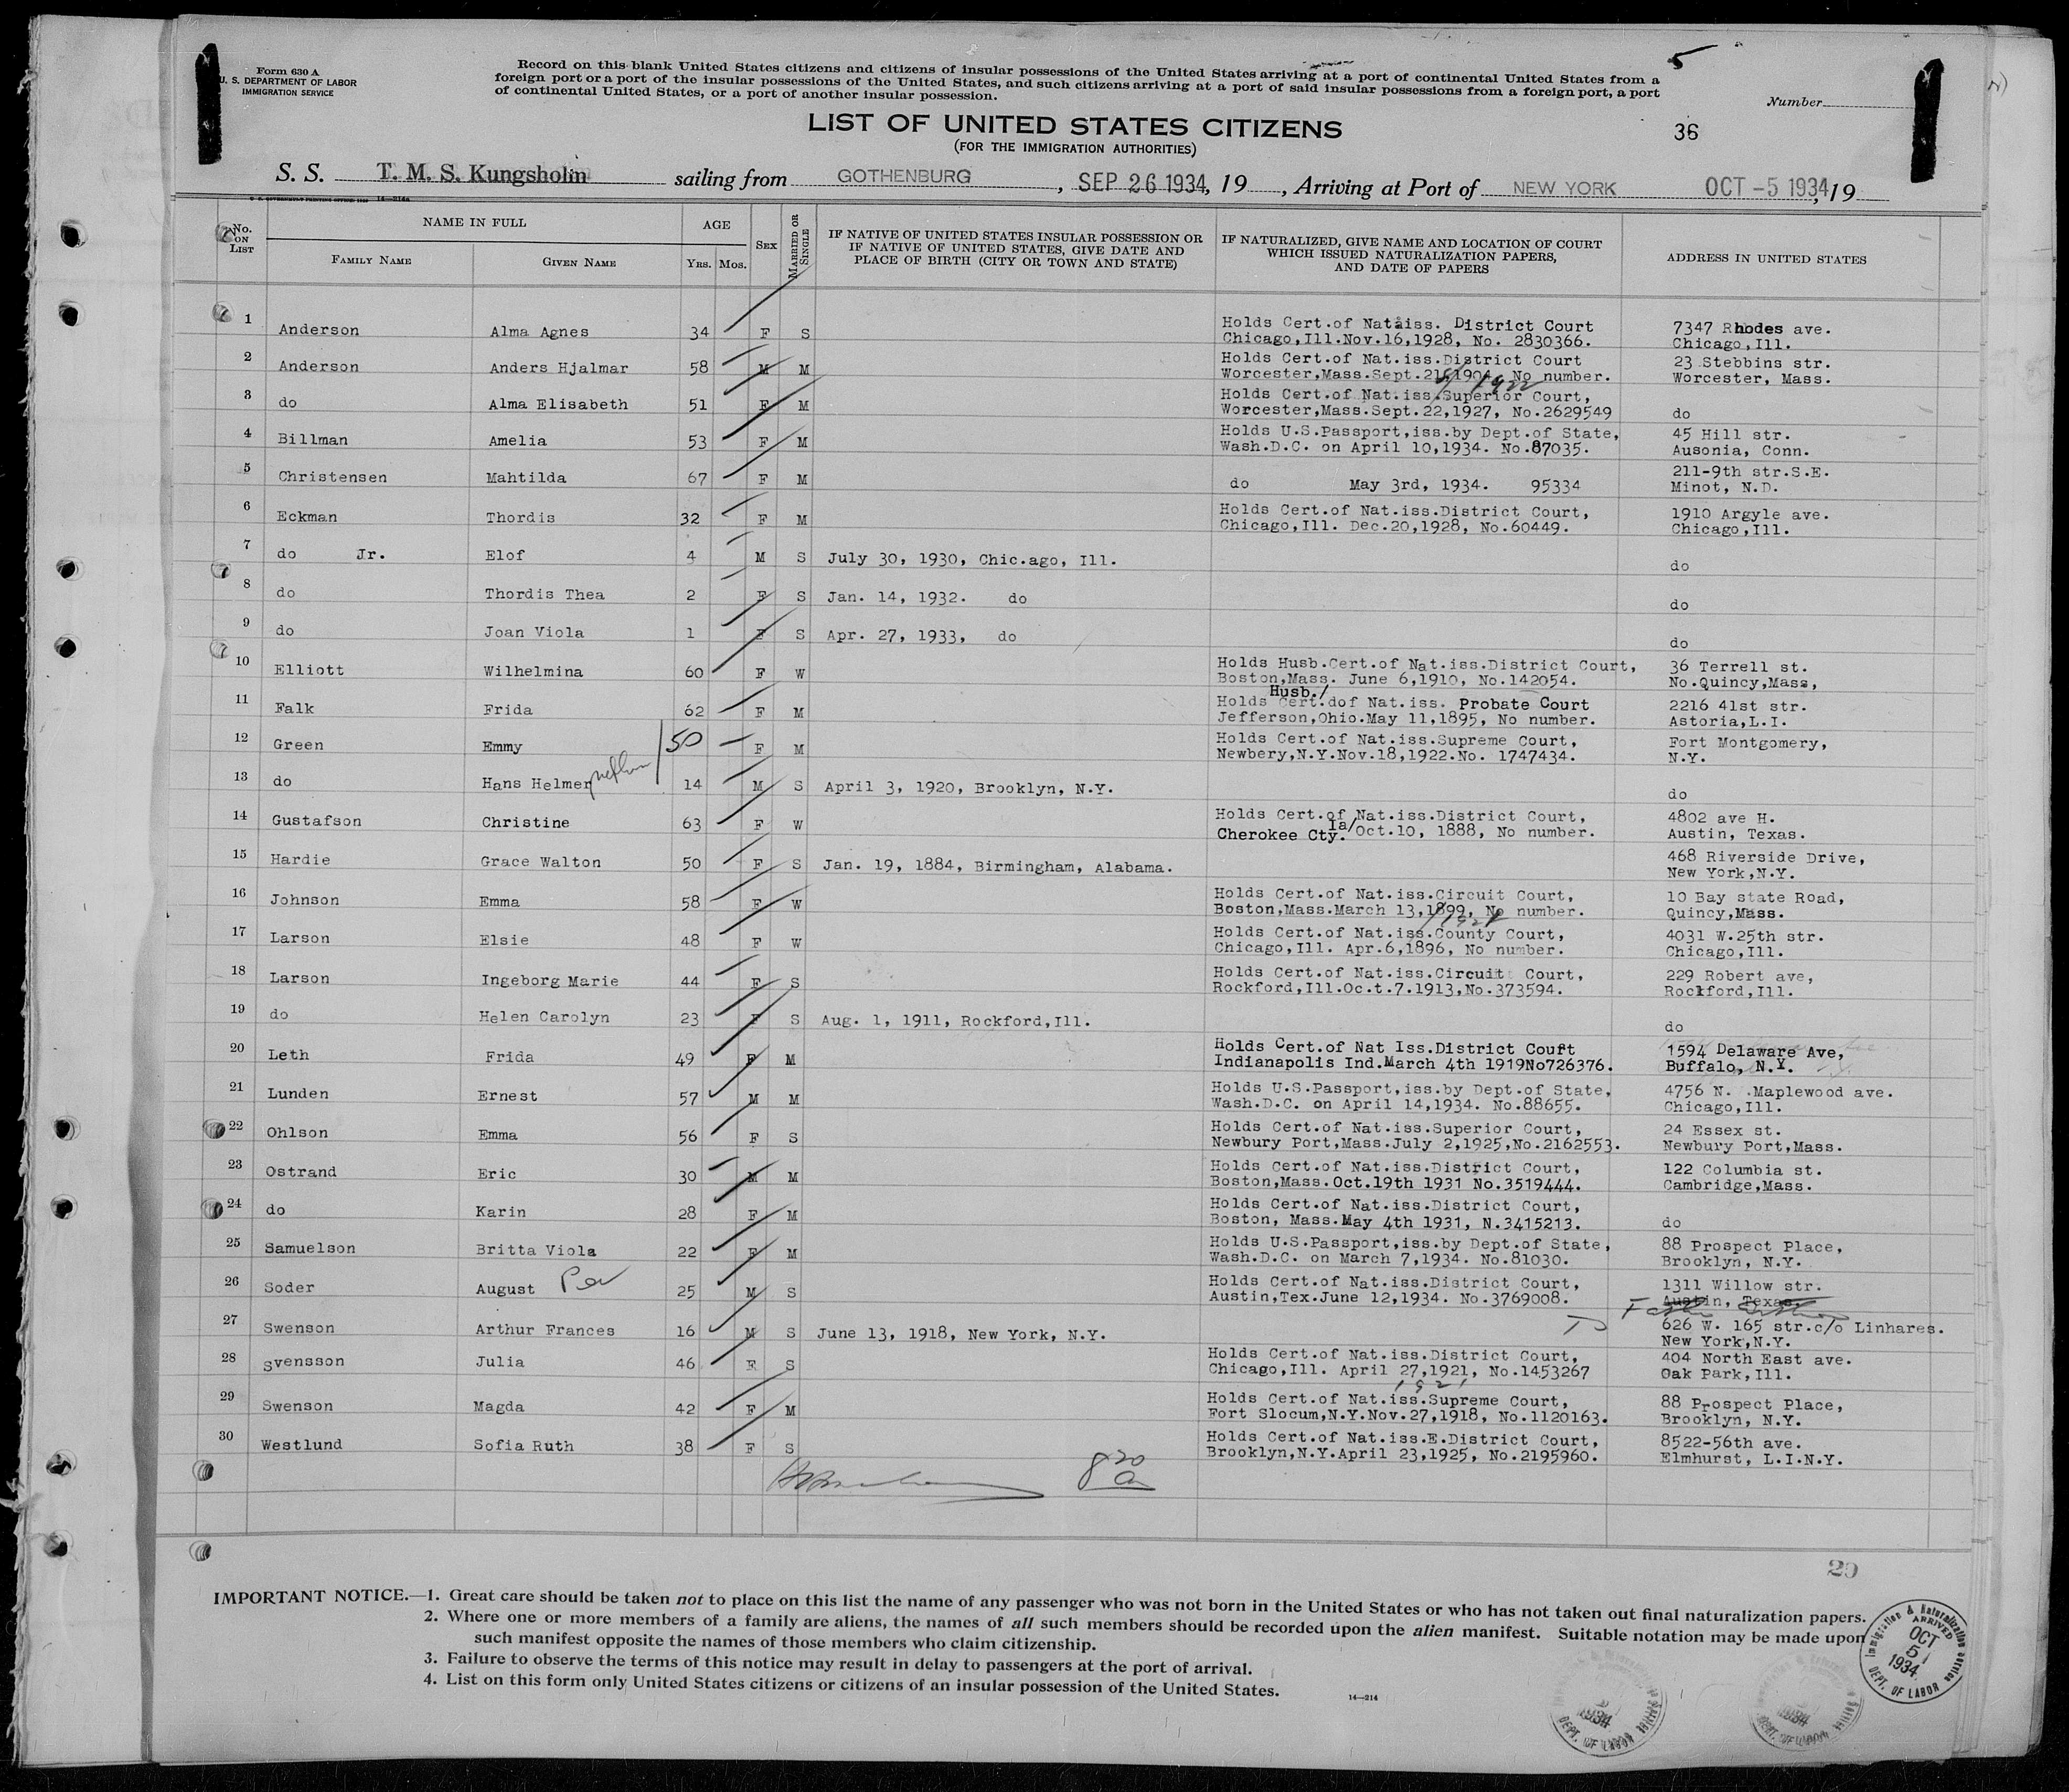 Form 630 A
U. S. DEPARTMENT OF LABOR
IMMIGRATION SERVICE
Record on this blank United States citizens and citizens of insular possessions of the United States arriving at a port of continental United States from a
foreign port or a port of the insular possessions of the United States, and such citizens arriving at a port of said insular possessions from a foreign port, a port
of continental United States, or a port of another insular possession.
5
Number
LIST OF UNITED STATES CITIZENS
36
(FOR THE IMMIGRATION AUTHORITIES)
S. S. T. M. S. Kungsholm sailing from GOTHENBURG, SEP 26 1934, 19 , Arriving at Port of NEW YORK OCT -5 1934, 19
No. ON LIST
NAME IN FULL
FAMILY NAME
GIVEN NAME
AGE
YRS. MOS.
SEX
MARRIED OR SINGLE
IF NATIVE OF UNITED STATES INSULAR POSSESSION OR
IF NATIVE OF UNITED STATES, GIVE DATE AND
PLACE OF BIRTH (CITY OR TOWN AND STATE)
IF NATURALIZED, GIVE NAME AND LOCATION OF COURT
WHICH ISSUED NATURALIZATION PAPERS,
AND DATE OF PAPERS
ADDRESS IN UNITED STATES
1 Anderson Alma Agnes 34 F S Holds Cert.of Nat.iss. District Court 7347 Rhodes ave.
Chicago,Ill.Nov.16,1928, No. 2830366. Chicago,Ill.
2 Anderson Anders Hjalmar 58 M M Holds Cert.of Nat.iss.District Court 23 Stebbins str.
Worcester,Mass.Sept. No number. Worcester, Mass.
1922
3 do Alma Elisabeth 51 F M Holds Cert.of Nat.iss.Superior Court,
Worcester,Mass.Sept.22,1927, No.2629549 do
4 Billman Amelia 53 F M Holds U.S.Passport,iss.by Dept.of State, 45 Hill str.
Wash.D.C. on April 10,1934. No.87035. Ausonia, Conn.
5 Christensen Mahtilda 67 F M do May 3rd, 1934. 95334 211-9th str.S.E.
Minot, N.D.
6 Eckman Thordis 32 F M Holds Cert.of Nat.iss.District Court, 1910 Argyle ave.
Chicago,Ill. Dec.20,1928, No.60449. Chicago,Ill.
7 do Jr. Elof 4 M S July 30, 1930, Chic.ago, Ill. do
8 do Thordis Thea 2 F S Jan. 14, 1932. do do
9 do Joan Viola 1 F S Apr. 27, 1933, do do
10 Elliott Wilhelmina 60 F W Holds Husb.Cert.of Nat.iss.District Court, 36 Terrell st.
Boston,Mass. June 6,1910, No.142054. No.Quincy,Mass,
Husb./
11 Falk Frida 62 F M Holds Cert.dof Nat.iss. Probate Court 2216 41st str.
Jefferson,Ohio.May 11,1895, No number. Astoria,L.I.
12 Green Emmy 50 F M Holds Cert.of Nat.iss.Supreme Court, Fort Montgomery,
Newbery,N.Y.Nov.18,1922.No. 1747434. N.Y.
13 do Hans Helmer nephew 14 M S April 3, 1920, Brooklyn, N.Y. do
14 Gustafson Christine 63 F W Holds Cert.of Nat.iss.District Court, 4802 ave H.
Cherokee Cty. Ia/ Oct.10, 1888, No number. Austin, Texas.
15 Hardie Grace Walton 50 F S Jan. 19, 1884, Birmingham, Alabama. 468 Riverside Drive,
New York,N.Y.
16 Johnson Emma 58 F W Holds Cert.of Nat.iss.Circuit Court, 10 Bay state Road,
Boston,Mass.March 13,1899, No number. Quincy,Mass.
17 Larson Elsie 48 F W Holds Cert.of Nat.iss.County Court, 4031 W.25th str.
Chicago,Ill. Apr.6,1896, No number. Chicago,Ill.
18 Larson Ingeborg Marie 44 F S Holds Cert.of Nat.iss.Circuit Court, 229 Robert ave,
Rockford,Ill.Oc.t.7.1913,No.373594. Rockford,Ill.
19 do Helen Carolyn 23 F S Aug. 1, 1911, Rockford,Ill. do
20 Leth Frida 49 F M Holds Cert.of Nat Iss.District Couft 1594 Delaware Ave,
Indianapolis Ind.March 4th 1919No726376. Buffalo, N.Y.
21 Lunden Ernest 57 M M Holds U.S.Passport,iss.by Dept.of State, 4756 N. .Maplewood ave.
Wash.D.C. on April 14,1934. No.88655. Chicago,Ill.
22 Ohlson Emma 56 F S Holds Cert.of Nat.iss.Superior Court, 24 Essex st.
Newbury Port,Mass.July 2,1925,No.2162553. Newbury Port,Mass.
23 Ostrand Eric 30 M M Holds Cert.of Nat.iss.District Court, 122 Columbia st.
Boston,Mass.Oct.19th 1931 No.3519444. Cambridge,Mass.
24 do Karin 28 F M Holds Cert.of Nat.iss.District Court,
Boston, Mass.May 4th 1931, N.3415213. do
25 Samuelson Britta Viola 22 F M Holds U.S.Passport,iss.by Dept.of State, 88 Prospect Place,
Wash.D.C. on March 7,1934. No.81030. Brooklyn, N.Y.
26 Soder August Per 25 M S Holds Cert.of Nat.iss.District Court, 1311 Willow str.
Austin,Tex.June 12,1934. No.3769008. Austin, Texas.
27 Swenson Arthur Frances 16 M S June 13, 1918, New York, N.Y. 626 W. 165 str.c/o Linhares.
New York,N.Y.
28 Svensson Julia 46 F S Holds Cert.of Nat.iss.District Court, 404 North East ave.
Chicago,Ill. April 27,1921, No.1453267 Oak Park,Ill.
1921
29 Swenson Magda 42 F M Holds Cert.of Nat.iss.Supreme Court, 88 Prospect Place,
Fort Slocum,N.Y.Nov.27,1918, No.1120163. Brooklyn, N.Y.
30 Westlund Sofia Ruth 38 F S Holds Cert.of Nat.iss.E.District Court, 8522-56th ave.
Brooklyn,N.Y.April 23,1925, No.2195960. Elmhurst, L.I.N.Y.
8 20 a
29
IMPORTANT NOTICE.—1. Great care should be taken not to place on this list the name of any passenger who was not born in the United States or who has not taken out final naturalization papers.
2. Where one or more members of a family are aliens, the names of all such members should be recorded upon the alien manifest. Suitable notation may be made upon
such manifest opposite the names of those members who claim citizenship.
3. Failure to observe the terms of this notice may result in delay to passengers at the port of arrival.
4. List on this form only United States citizens or citizens of an insular possession of the United States.
14—214
Immigration & Naturalization Service
ARRIVED
OCT
5
1934
DEPT. OF LABOR
1934
DEPT. OF LABOR
1934
DEPT. OF LABOR